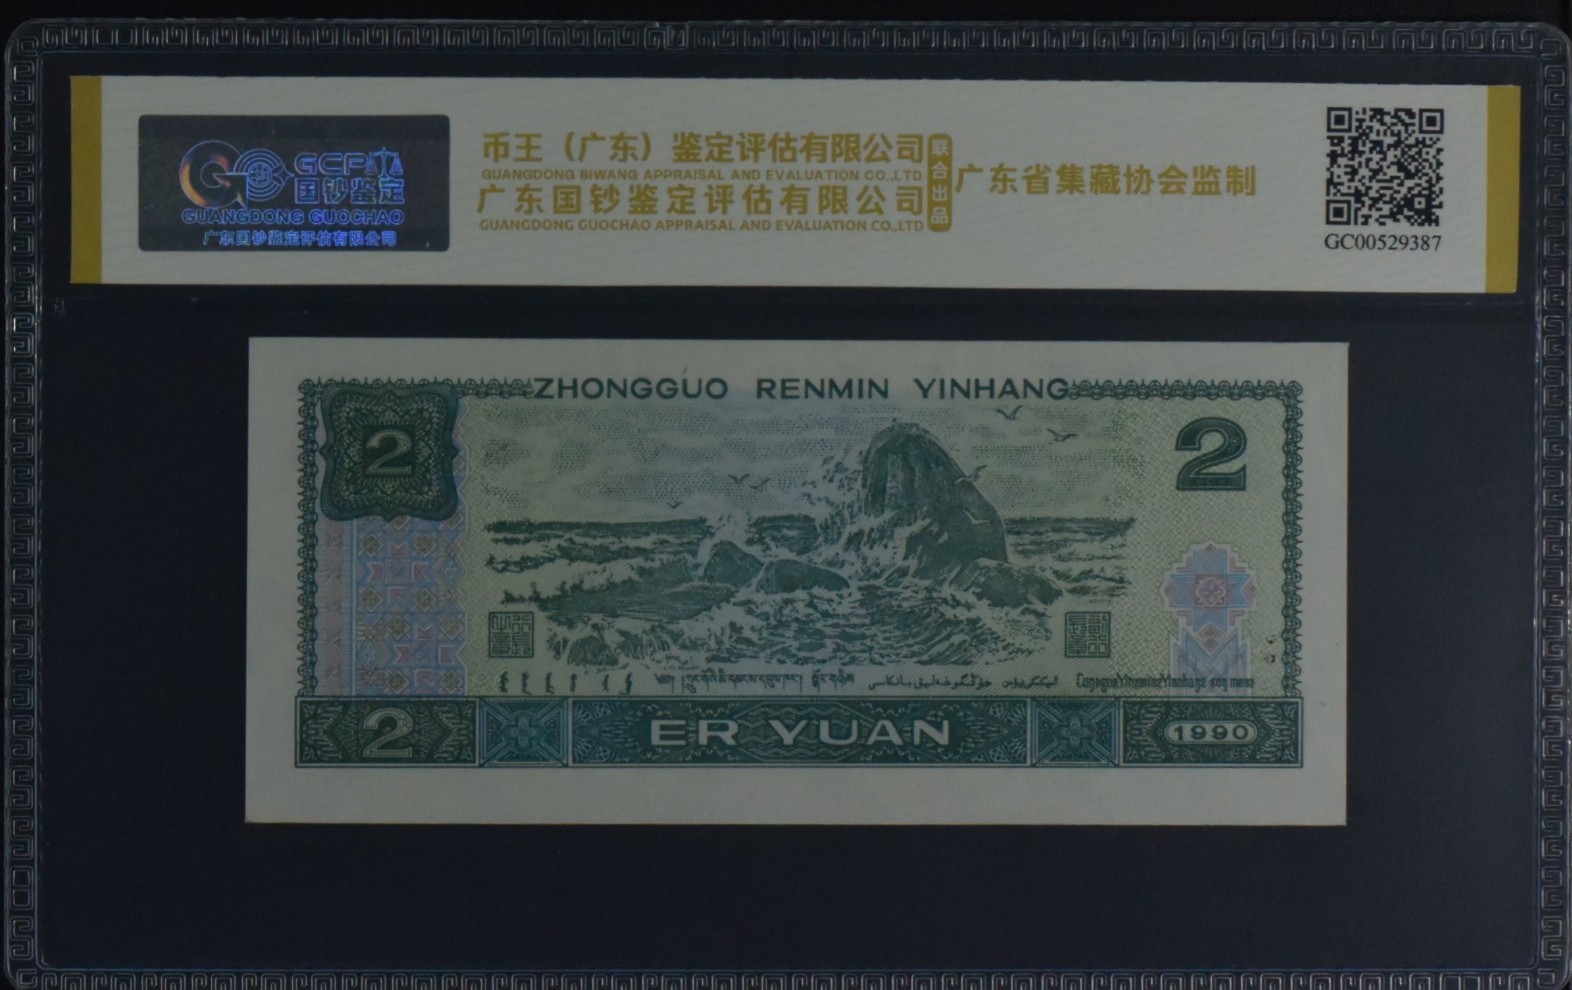 GCP
国钞鉴定
GUANGDONG GUOCHAO
广东国钞鉴定评估有限公司
币王（广东）鉴定评估有限公司
GUANGDONG BIWANG APPRAISAL AND EVALUATION CO.,LTD
广东国钞鉴定评估有限公司
GUANGDONG GUOCHAO APPRAISAL AND EVALUATION CO.,LTD
联合出品
广东省集藏协会监制
GC00529387
ZHONGGUO RENMIN YINHANG
2
2
2
ER YUAN
1990